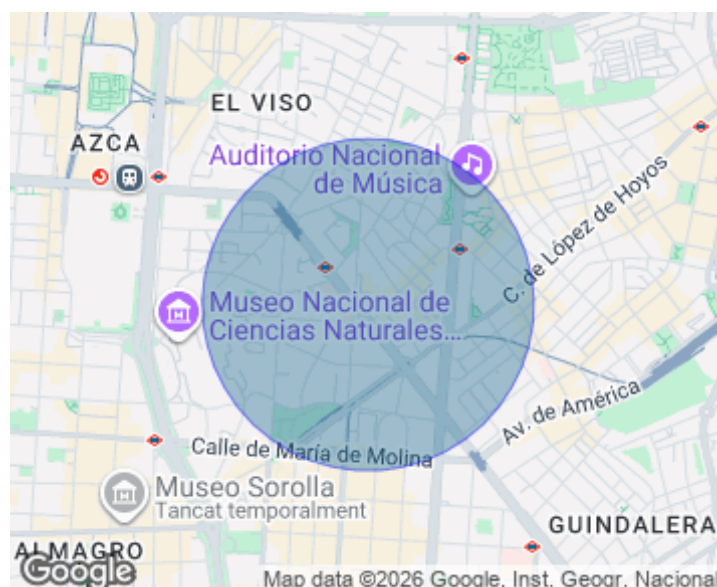 EL VISO
AZCA
Auditorio Nacional
de Música
C. de López de Hoyos
Museo Nacional de
Ciencias Naturales....
Av. de América
Calle de María de Molina
Museo Sorolla
Tancat temporalment
GUINDALERA
ALMAGRO
Google
Map data ©2026 Google, Inst. Geogr. Nacional